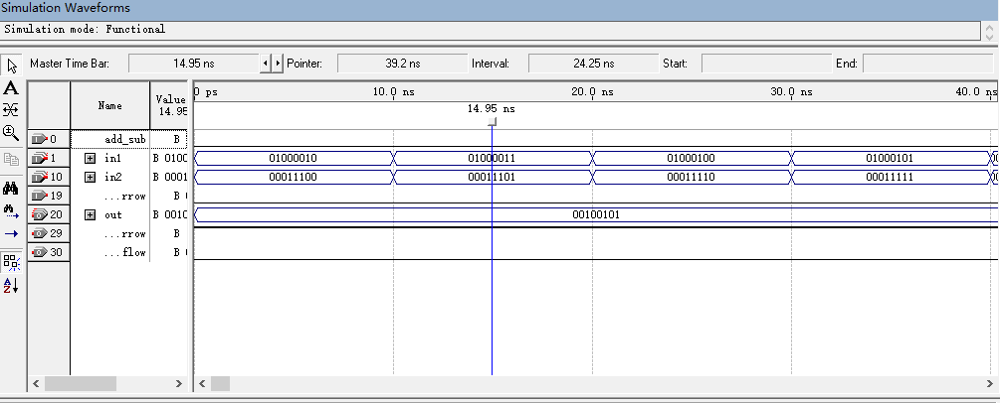 Simulation Waveforms
Simulation mode: Functional
Master Time Bar: 14.95 ns Pointer: 39.2 ns Interval: 24.25 ns Start: End:
Name Value 14.95 0 ps 10.0 ns 20.0 ns 30.0 ns 40.0 ns
14.95 ns
0 add_sub B
1 in1 B 0100 01000010 01000011 01000100 01000101
10 in2 B 0001 00011100 00011101 00011110 00011111
19 ...rrow B
20 out B 0010 00100101
29 ...rrow B
30 ...flow B